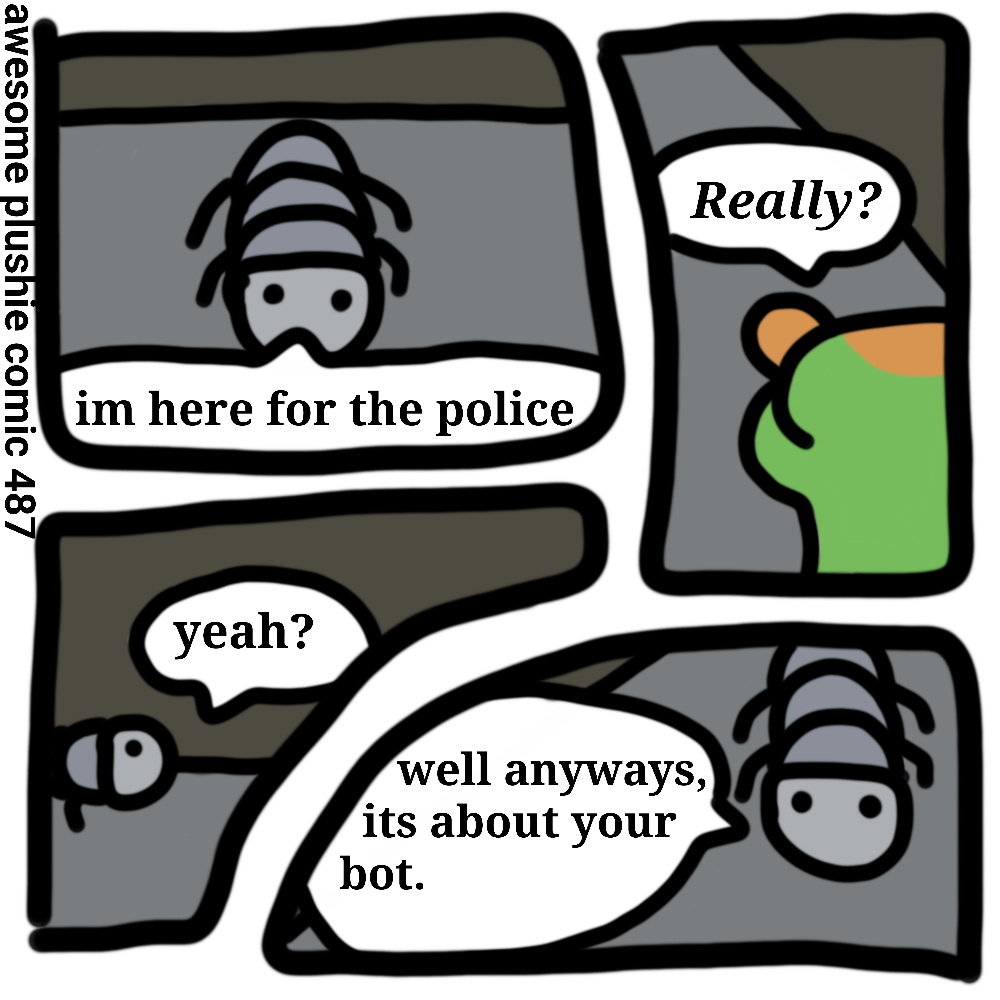 awesome plushie comic 487
im here for the police
Really?
yeah?
well anyways,
its about your
bot.